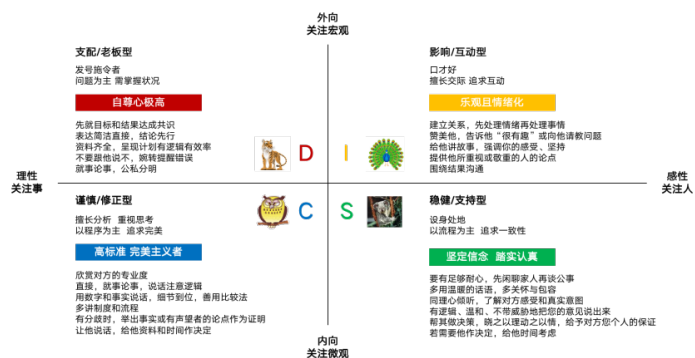 外向
关注宏观
支配/老板型
发号施令者
问题为主 需掌握状况
自尊心极高
先就目标和结果达成共识
表达简洁直接，结论先行
资料齐全，呈现计划有逻辑有效率
不要跟他说不，婉转提醒错误
就事论事，公私分明
影响/互动型
口才好
擅长交际 追求互动
乐观且情绪化
建立关系，先处理情绪再处理事情
赞美他，告诉他“很有趣”或向他请教问题
给他讲故事，强调你的感受、坚持
提供他所重视或敬重的人的论点
围绕结果沟通
D
I
理性
关注事
感性
关注人
C
S
谨慎/修正型
擅长分析 重视思考
以程序为主 追求完美
高标准 完美主义者
欣赏对方的专业度
直接，就事论事，说话注意逻辑
用数字和事实说话，细节到位，善用比较法
多讲制度和流程
有分歧时，举出事实或有声望者的论点作为证明
让他说话，给他资料和时间作决定
稳健/支持型
设身处地
以流程为主 追求一致性
坚定信念 踏实认真
要有足够耐心，先闲聊家人再谈公事
多用温暖的话语，多关怀与包容
同理心倾听，了解对方感受和真实意图
有逻辑、温和、不带威胁地把您的意见说出来
帮其做决策，晓之以理动之以情，给予对方您个人的保证
若需要他作决定，给他时间考虑
内向
关注微观